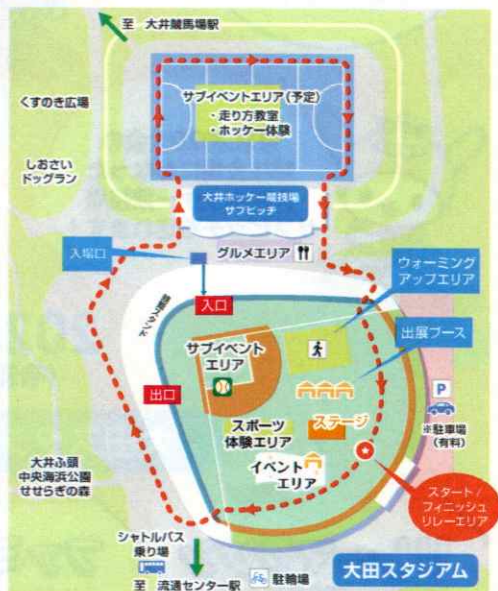 至 大井競馬場駅
くすのき広場
サブイベントエリア(予定)
・走り方教室
・ホッケー体験
しおさい
ドッグラン
大井ホッケー競技場
サブピッチ
入場口
グルメエリア
ウォーミング
アップエリア
入口
出展ブース
サブイベント
エリア
出口
ステージ
P
スポーツ
体験エリア
※駐車場
(有料)
イベント
エリア
大井ふ頭
中央海浜公園
せせらぎの森
スタート/
フィニッシュ
リレーエリア
シャトルバス
乗り場
至 流通センター駅
駐輪場
大田スタジアム